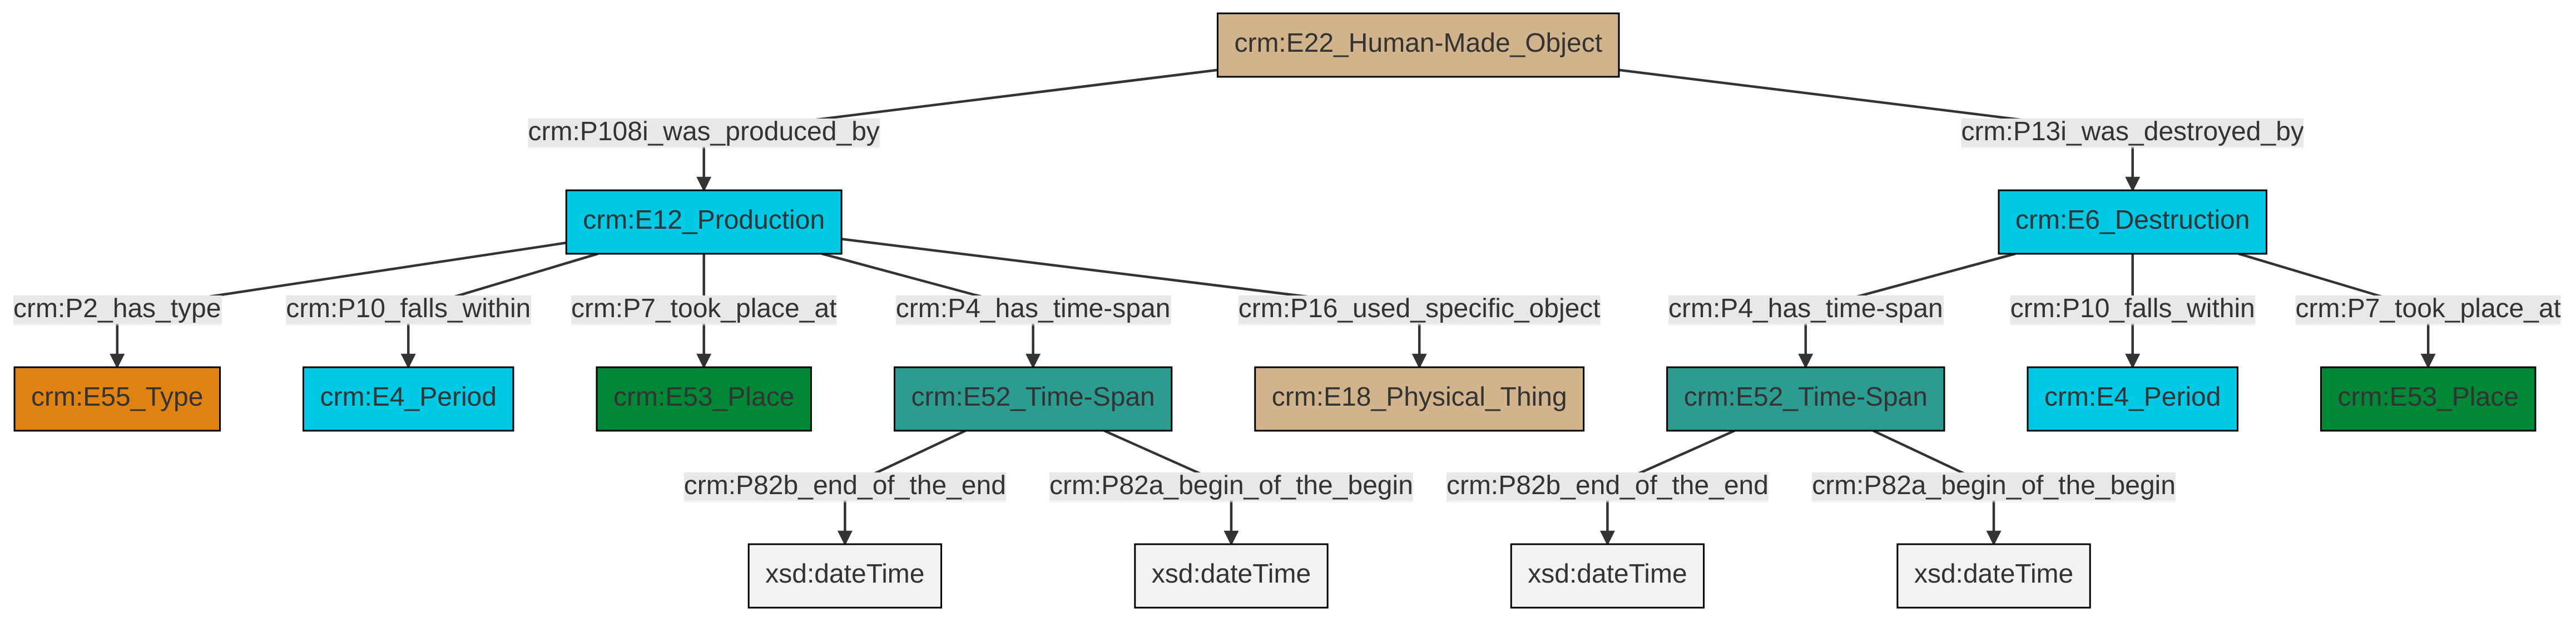 crm:E22_Human-Made_Object
crm:P108i_was_produced_by
crm:P13i_was_destroyed_by
crm:E12_Production
crm:E6_Destruction
crm:P2_has_type
crm:P10_falls_within
crm:P7_took_place_at
crm:P4_has_time-span
crm:P16_used_specific_object
crm:P4_has_time-span
crm:P10_falls_within
crm:P7_took_place_at
crm:E55_Type
crm:E4_Period
crm:E53_Place
crm:E52_Time-Span
crm:E18_Physical_Thing
crm:E52_Time-Span
crm:E4_Period
crm:E53_Place
crm:P82b_end_of_the_end
crm:P82a_begin_of_the_begin
crm:P82b_end_of_the_end
crm:P82a_begin_of_the_begin
xsd:dateTime
xsd:dateTime
xsd:dateTime
xsd:dateTime